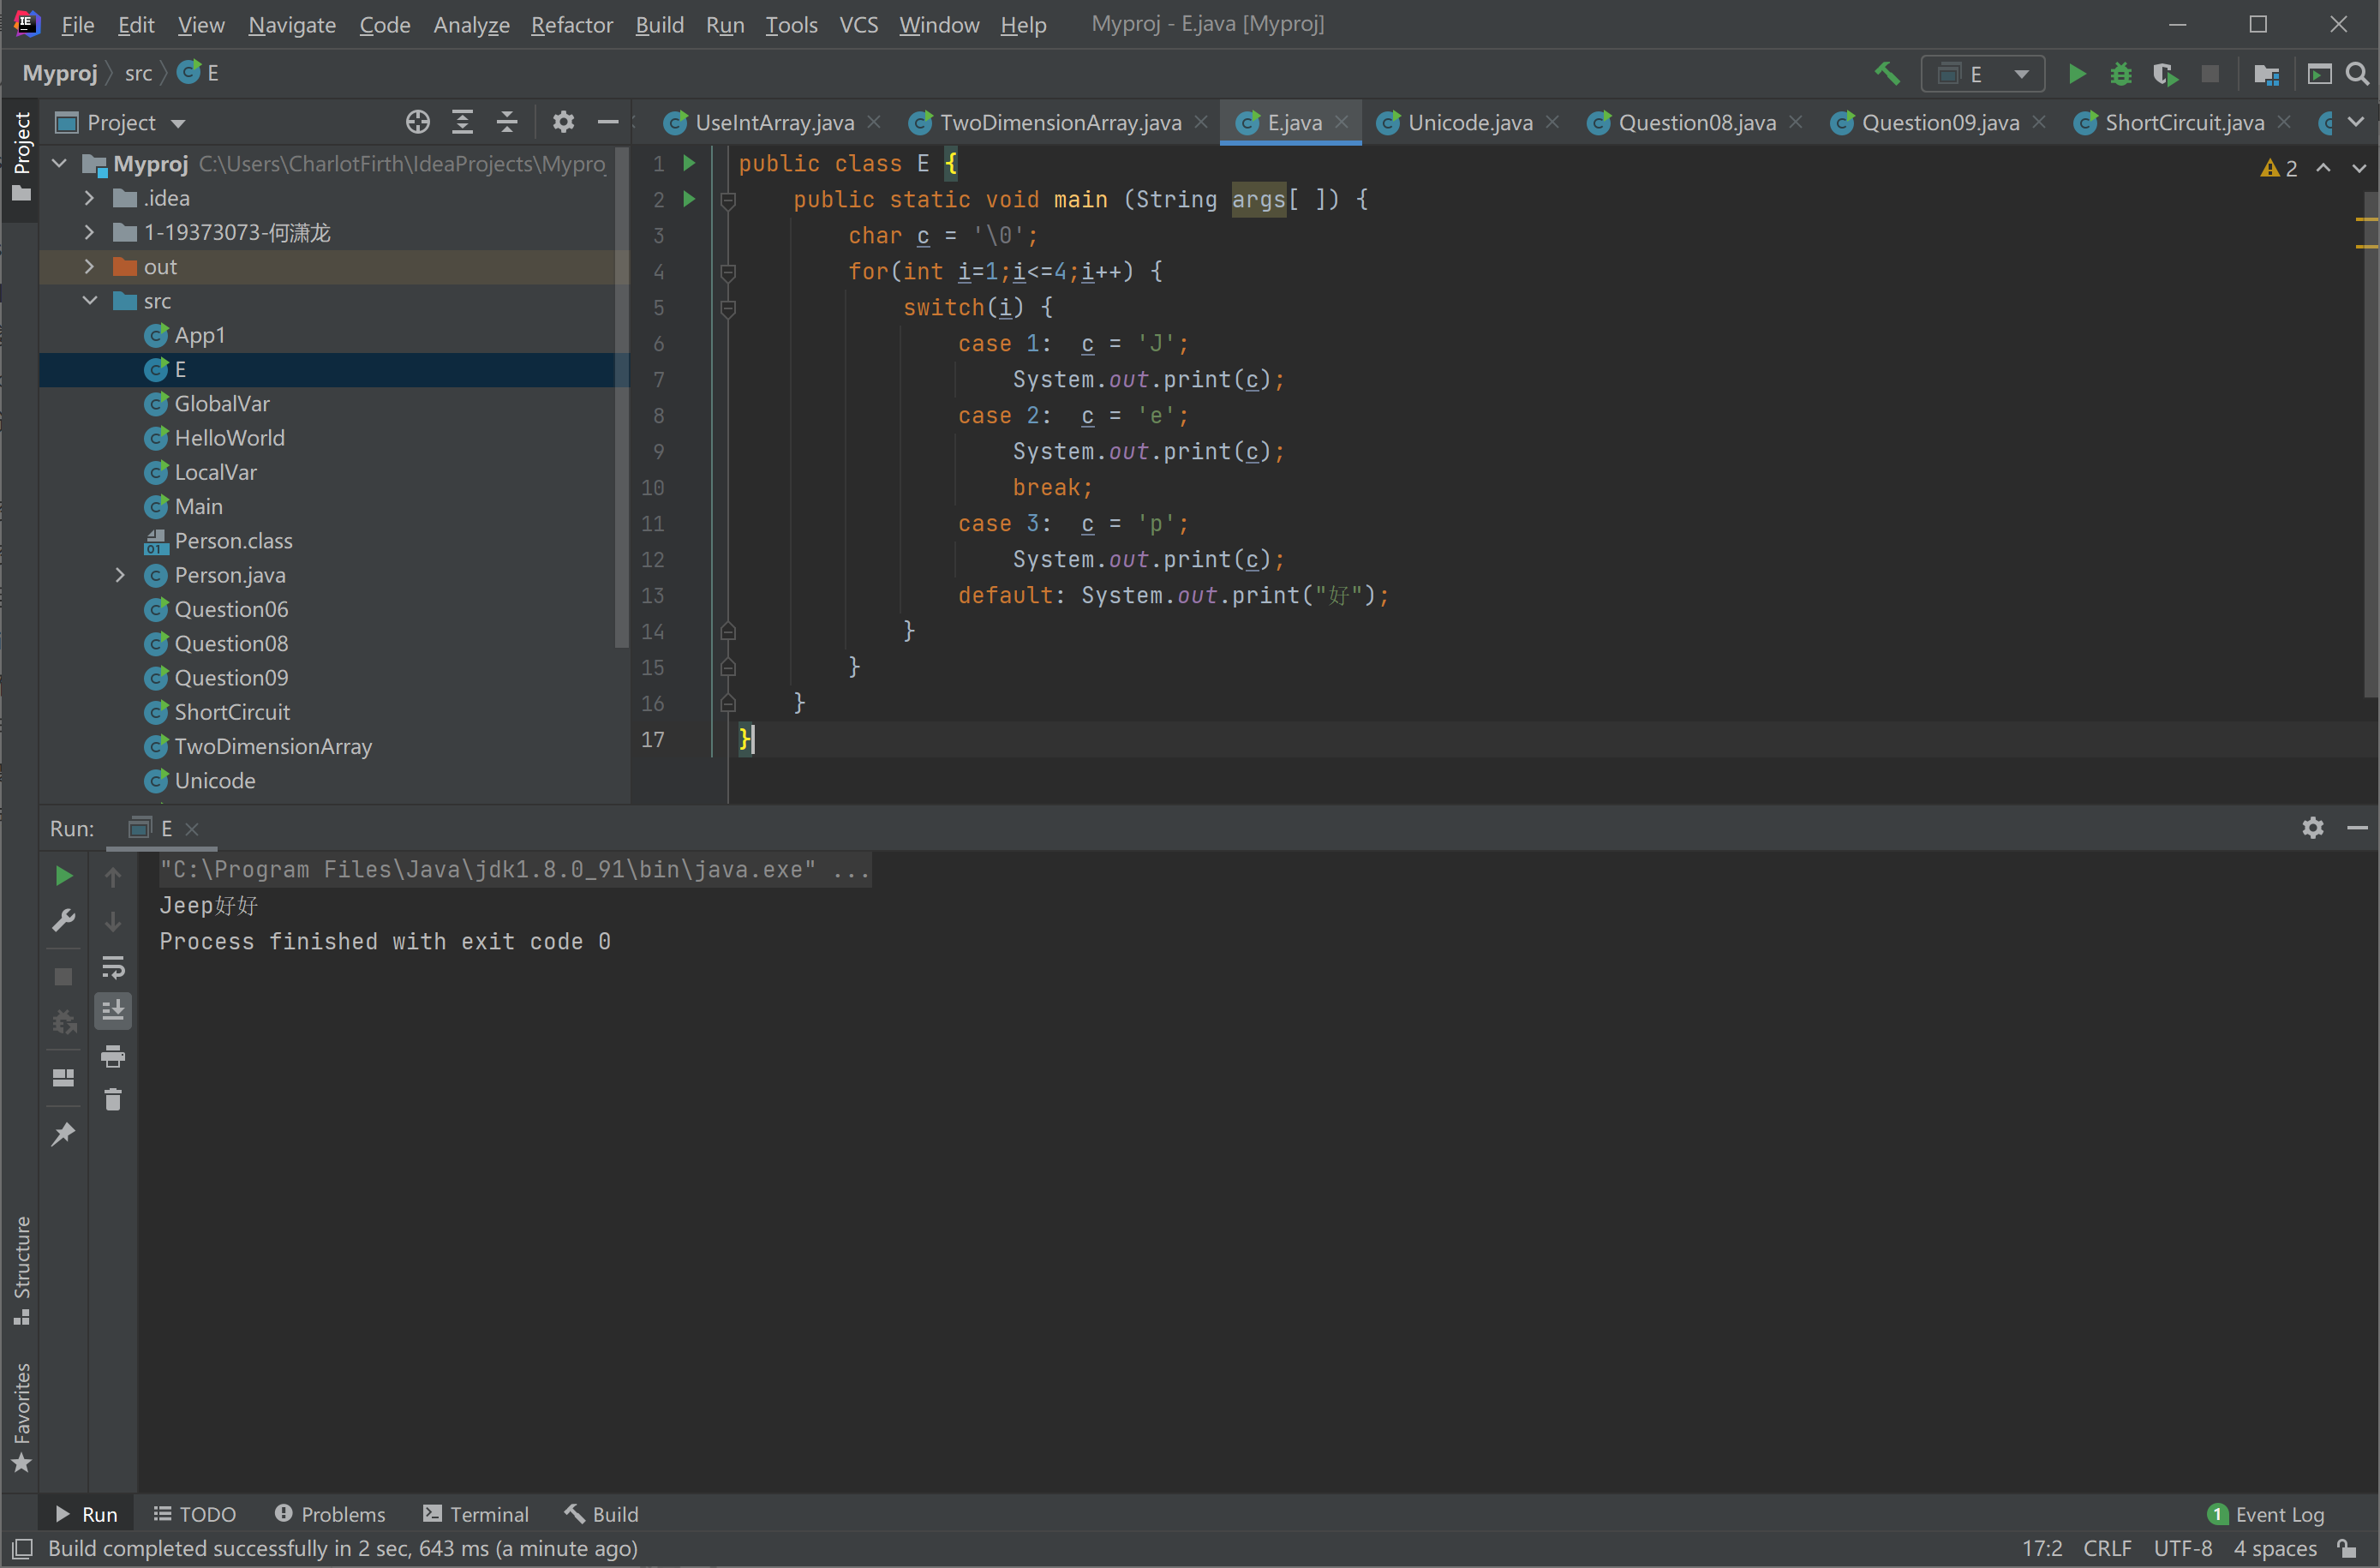 File Edit View Navigate Code Analyze Refactor Build Run Tools VCS Window Help Myproj - E.java [Myproj]
Myproj src E E
Project UseIntArray.java TwoDimensionArray.java E.java Unicode.java Question08.java Question09.java ShortCircuit.java
Project
Myproj C:\Users\CharlotFirth\IdeaProjects\Mypro
.idea
1-19373073-何潇龙
out
src
App1
E
GlobalVar
HelloWorld
LocalVar
Main
Person.class
Person.java
Question06
Question08
Question09
ShortCircuit
TwoDimensionArray
Unicode
1 public class E {
2 public static void main (String args[ ]) {
3 char c = '\0';
4 for(int i=1;i<=4;i++) {
5 switch(i) {
6 case 1:  c = 'J';
7 System.out.print(c);
8 case 2:  c = 'e';
9 System.out.print(c);
10 break;
11 case 3:  c = 'p';
12 System.out.print(c);
13 default: System.out.print("好");
14 }
15 }
16 }
17 }
2
Run: E
"C:\Program Files\Java\jdk1.8.0_91\bin\java.exe" ...
Jeep好好
Process finished with exit code 0
Structure
Favorites
Run TODO Problems Terminal Build 1 Event Log
Build completed successfully in 2 sec, 643 ms (a minute ago) 17:2 CRLF UTF-8 4 spaces